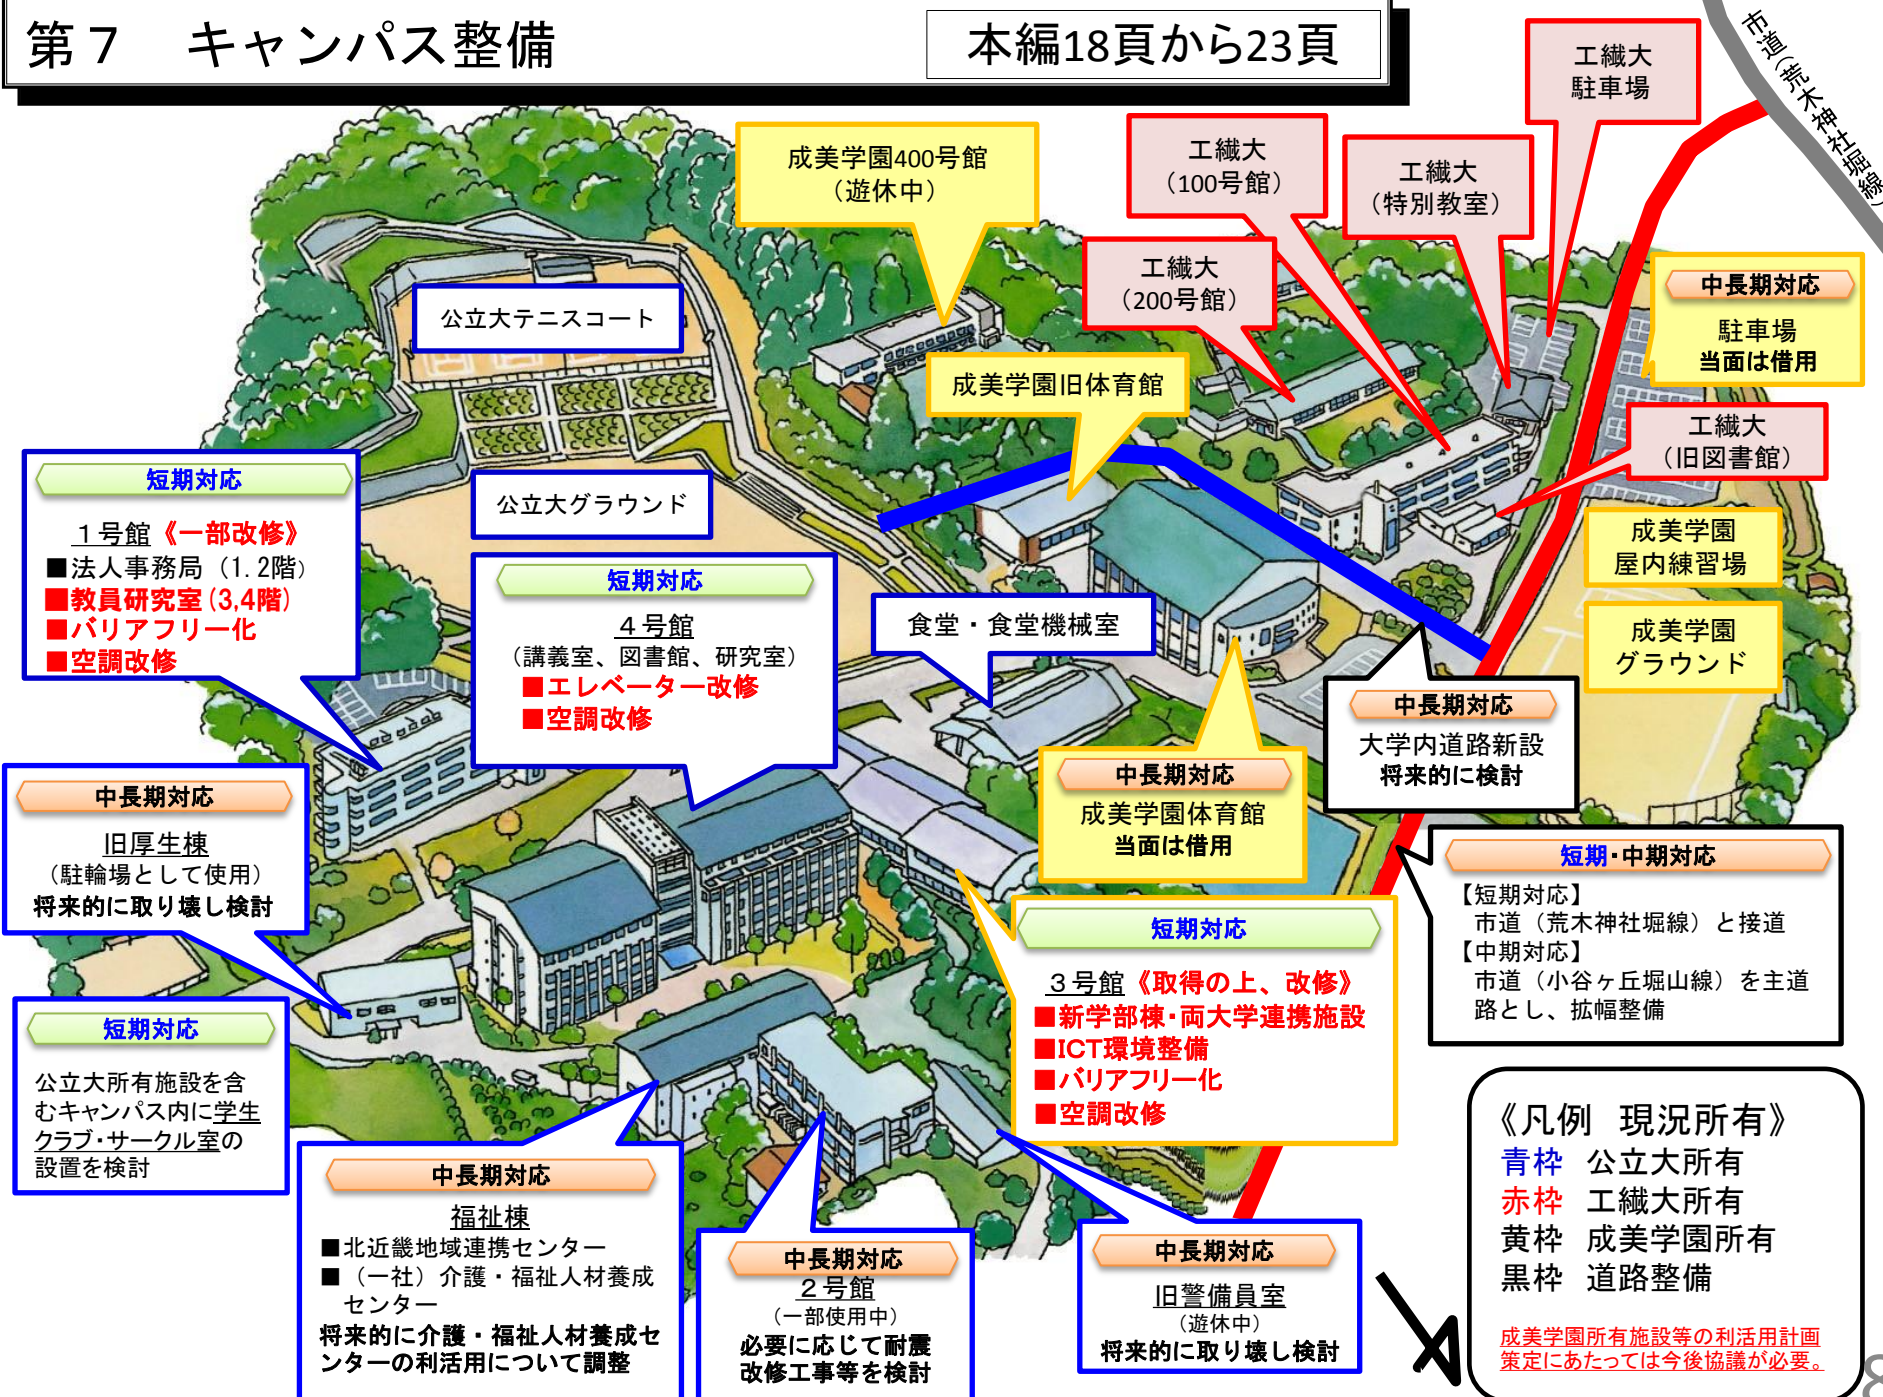 第７　キャンパス整備
本編18頁から23頁
市道（荒木神社堀線）
工繊大
駐車場
成美学園400号館
（遊休中）
工繊大
（100号館）
工繊大
（特別教室）
工繊大
（200号館）
中長期対応
駐車場
当面は借用
公立大テニスコート
成美学園旧体育館
工繊大
（旧図書館）
短期対応
１号館《一部改修》
■法人事務局（1．2階）
■教員研究室(3,4階)
■バリアフリー化
■空調改修
公立大グラウンド
成美学園
屋内練習場
短期対応
４号館
（講義室、図書館、研究室）
■エレベーター改修
■空調改修
食堂・食堂機械室
成美学園
グラウンド
中長期対応
大学内道路新設
将来的に検討
中長期対応
成美学園体育館
当面は借用
中長期対応
旧厚生棟
（駐輪場として使用）
将来的に取り壊し検討
短期・中期対応
【短期対応】
市道（荒木神社堀線）と接道
【中期対応】
市道（小谷ヶ丘堀山線）を主道
路とし、拡幅整備
短期対応
３号館《取得の上、改修》
■新学部棟・両大学連携施設
■ICT環境整備
■バリアフリー化
■空調改修
短期対応
公立大所有施設を含
むキャンパス内に学生
クラブ・サークル室の
設置を検討
中長期対応
福祉棟
■北近畿地域連携センター
■（一社）介護・福祉人材養成
センター
将来的に介護・福祉人材養成セ
ンターの利活用について調整
中長期対応
２号館
（一部使用中）
必要に応じて耐震
改修工事等を検討
中長期対応
旧警備員室
（遊休中）
将来的に取り壊し検討
《凡例　現況所有》
青枠　公立大所有
赤枠　工繊大所有
黄枠　成美学園所有
黒枠　道路整備
成美学園所有施設等の利活用計画
策定にあたっては今後協議が必要。
8